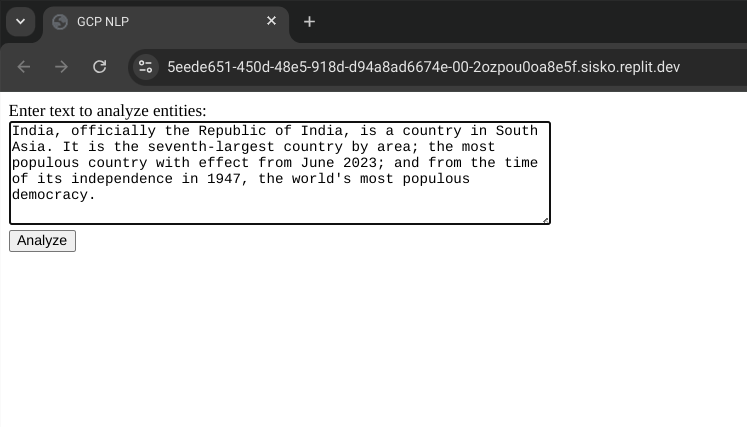 GCP NLP
5eede651-450d-48e5-918d-d94a8ad6674e-00-2ozpou0oa8e5f.sisko.replit.dev
Enter text to analyze entities:
India, officially the Republic of India, is a country in South
Asia. It is the seventh-largest country by area; the most
populous country with effect from June 2023; and from the time
of its independence in 1947, the world's most populous
democracy.
Analyze